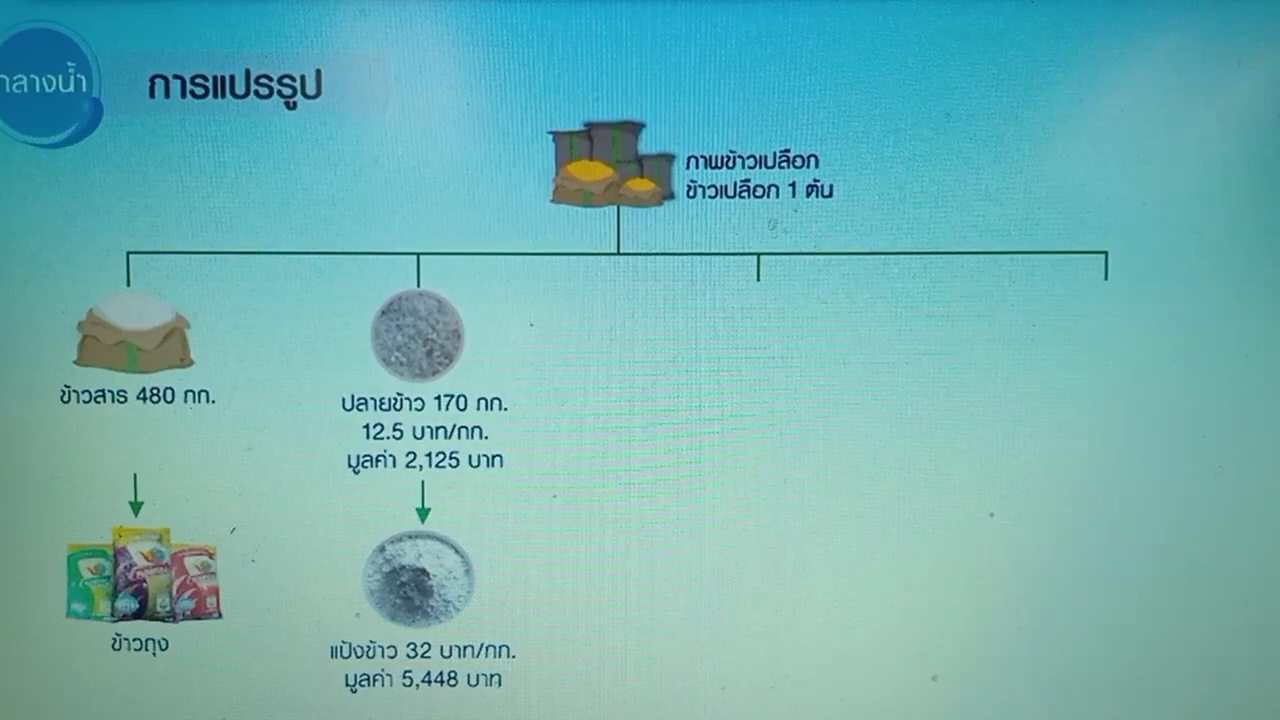 กลางน้ำ
การแปรรูป
ภาพข้าวเปลือก
ข้าวเปลือก 1 ตัน
ข้าวสาร 480 กก.
ปลายข้าว 170 กก.
12.5 บาท/กก.
มูลค่า 2,125 บาท
ข้าวถุง
แป้งข้าว 32 บาท/กก.
มูลค่า 5,448 บาท